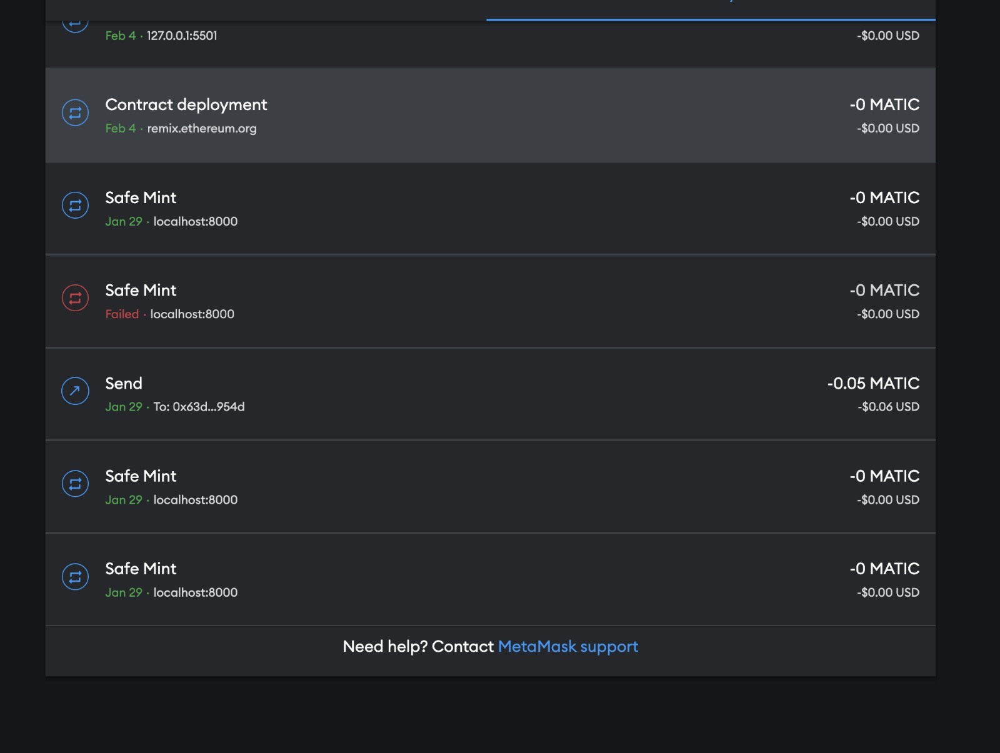 Feb 4 · 127.0.0.1:5501
-$0.00 USD
Contract deployment
-0 MATIC
Feb 4 · remix.ethereum.org
-$0.00 USD
Safe Mint
-0 MATIC
Jan 29 · localhost:8000
-$0.00 USD
Safe Mint
-0 MATIC
Failed · localhost:8000
-$0.00 USD
Send
-0.05 MATIC
Jan 29 · To: 0x63d...954d
-$0.06 USD
Safe Mint
-0 MATIC
Jan 29 · localhost:8000
-$0.00 USD
Safe Mint
-0 MATIC
Jan 29 · localhost:8000
-$0.00 USD
Need help? Contact MetaMask support